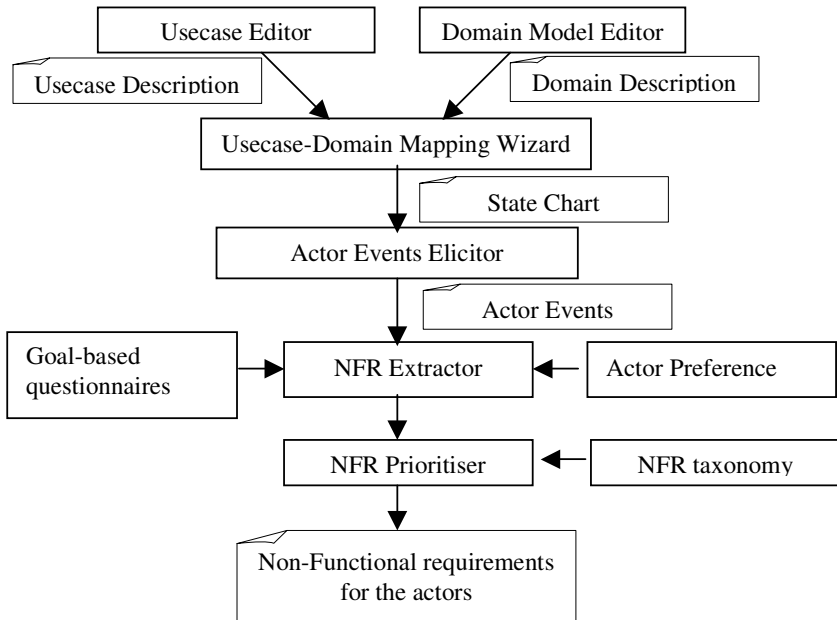 Usecase Editor
Domain Model Editor
Usecase Description
Domain Description
Usecase-Domain Mapping Wizard
State Chart
Actor Events Elicitor
Actor Events
Goal-based
questionnaires
NFR Extractor
Actor Preference
NFR Prioritiser
NFR taxonomy
Non-Functional requirements
for the actors